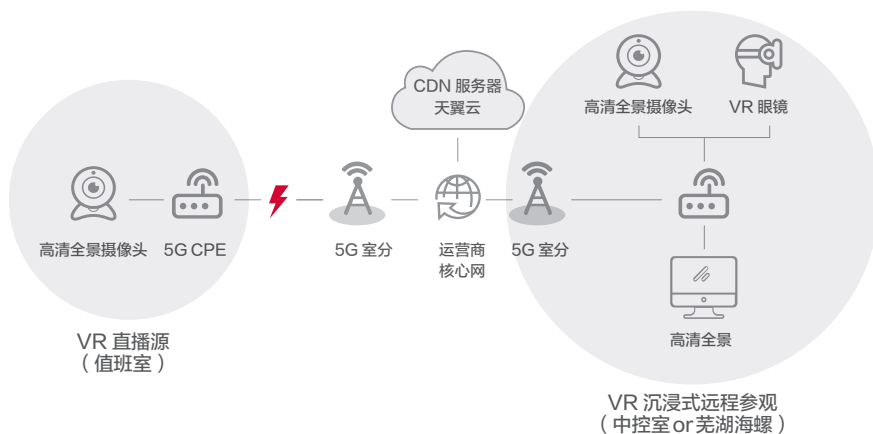 CDN 服务器
天翼云
高清全景摄像头
VR 眼镜
高清全景摄像头
5G CPE
5G 室分
运营商
核心网
5G 室分
高清全景
VR 直播源
（值班室）
VR 沉浸式远程参观
（中控室or芜湖海螺）